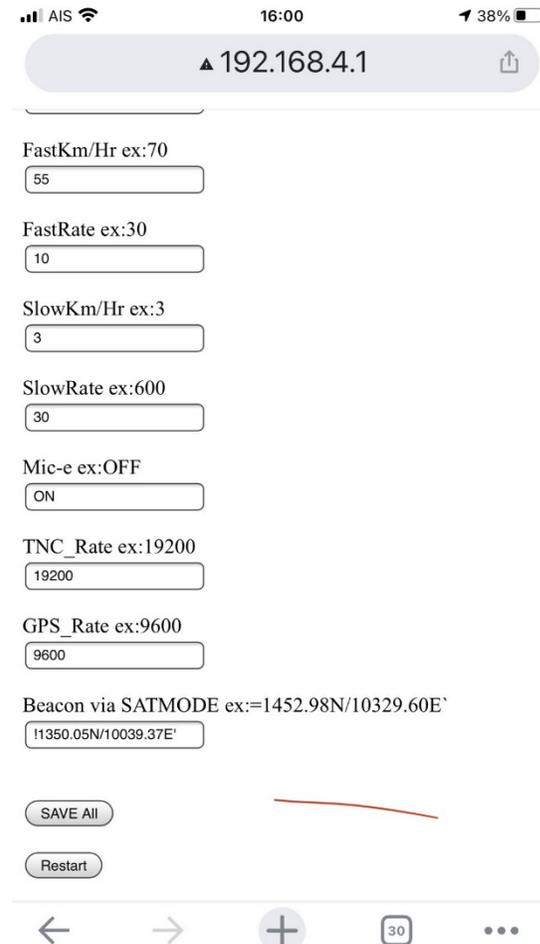 AIS 16:00 38%
192.168.4.1
FastKm/Hr ex:70
55
FastRate ex:30
10
SlowKm/Hr ex:3
3
SlowRate ex:600
30
Mic-e ex:OFF
ON
TNC_Rate ex:19200
19200
GPS_Rate ex:9600
9600
Beacon via SATMODE ex:=1452.98N/10329.60E`
!1350.05N/10039.37E'
SAVE All
Restart
30